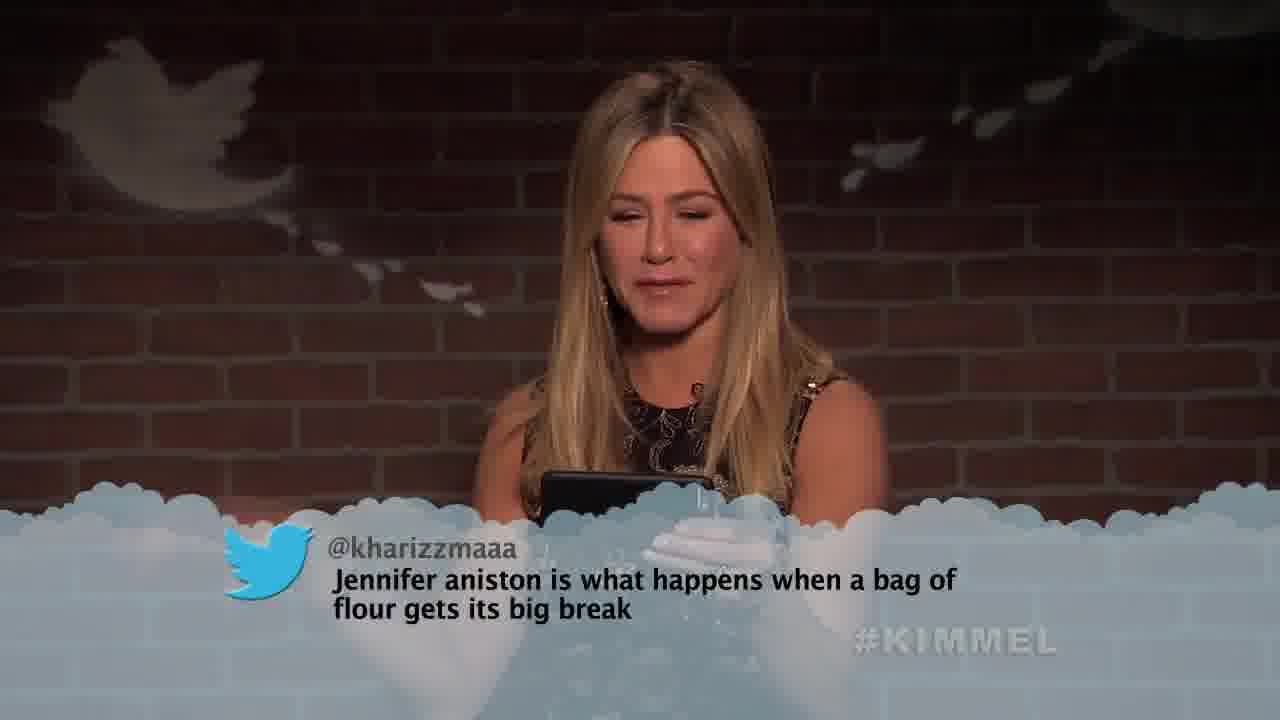 @kharizzmaaa
Jennifer aniston is what happens when a bag of
flour gets its big break
#KIMMEL